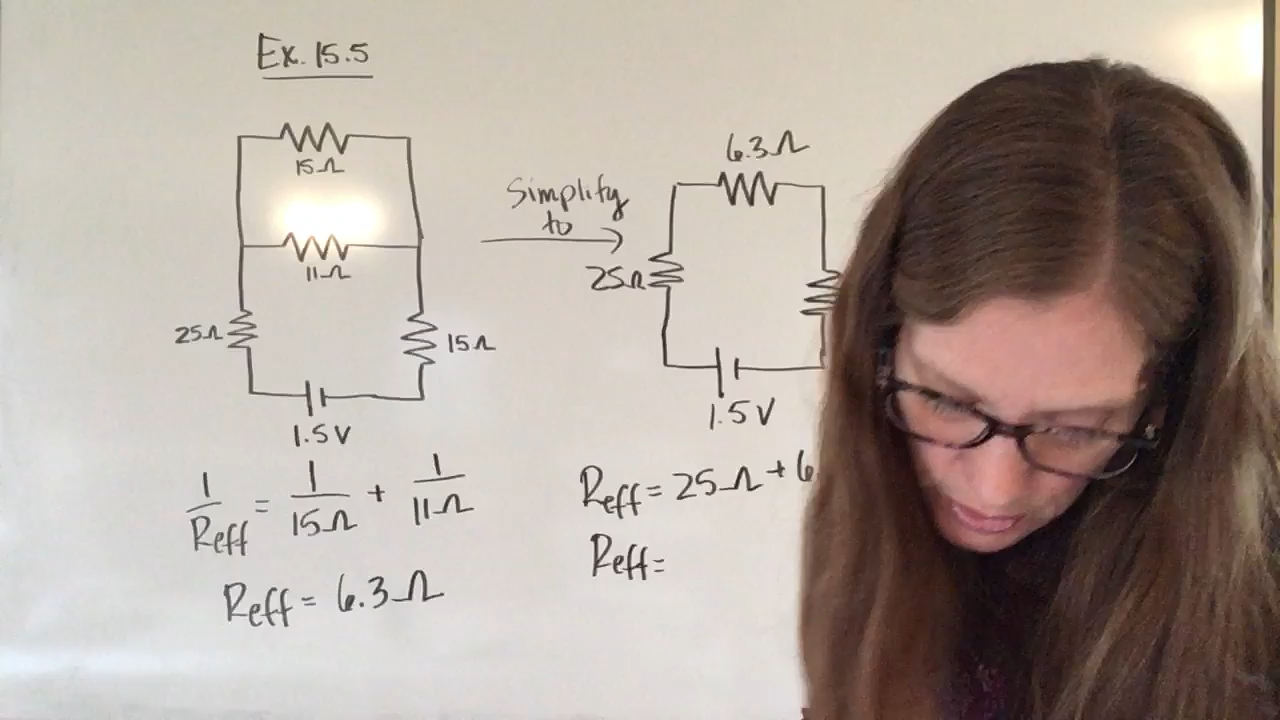 Ex. 15.5
15Ω
11Ω
25Ω
15Ω
1.5V
1/Reff = 1/15Ω + 1/11Ω
Reff = 6.3Ω
Simplify
to
6.3Ω
25Ω
1.5V
Reff = 25Ω + 6
Reff =